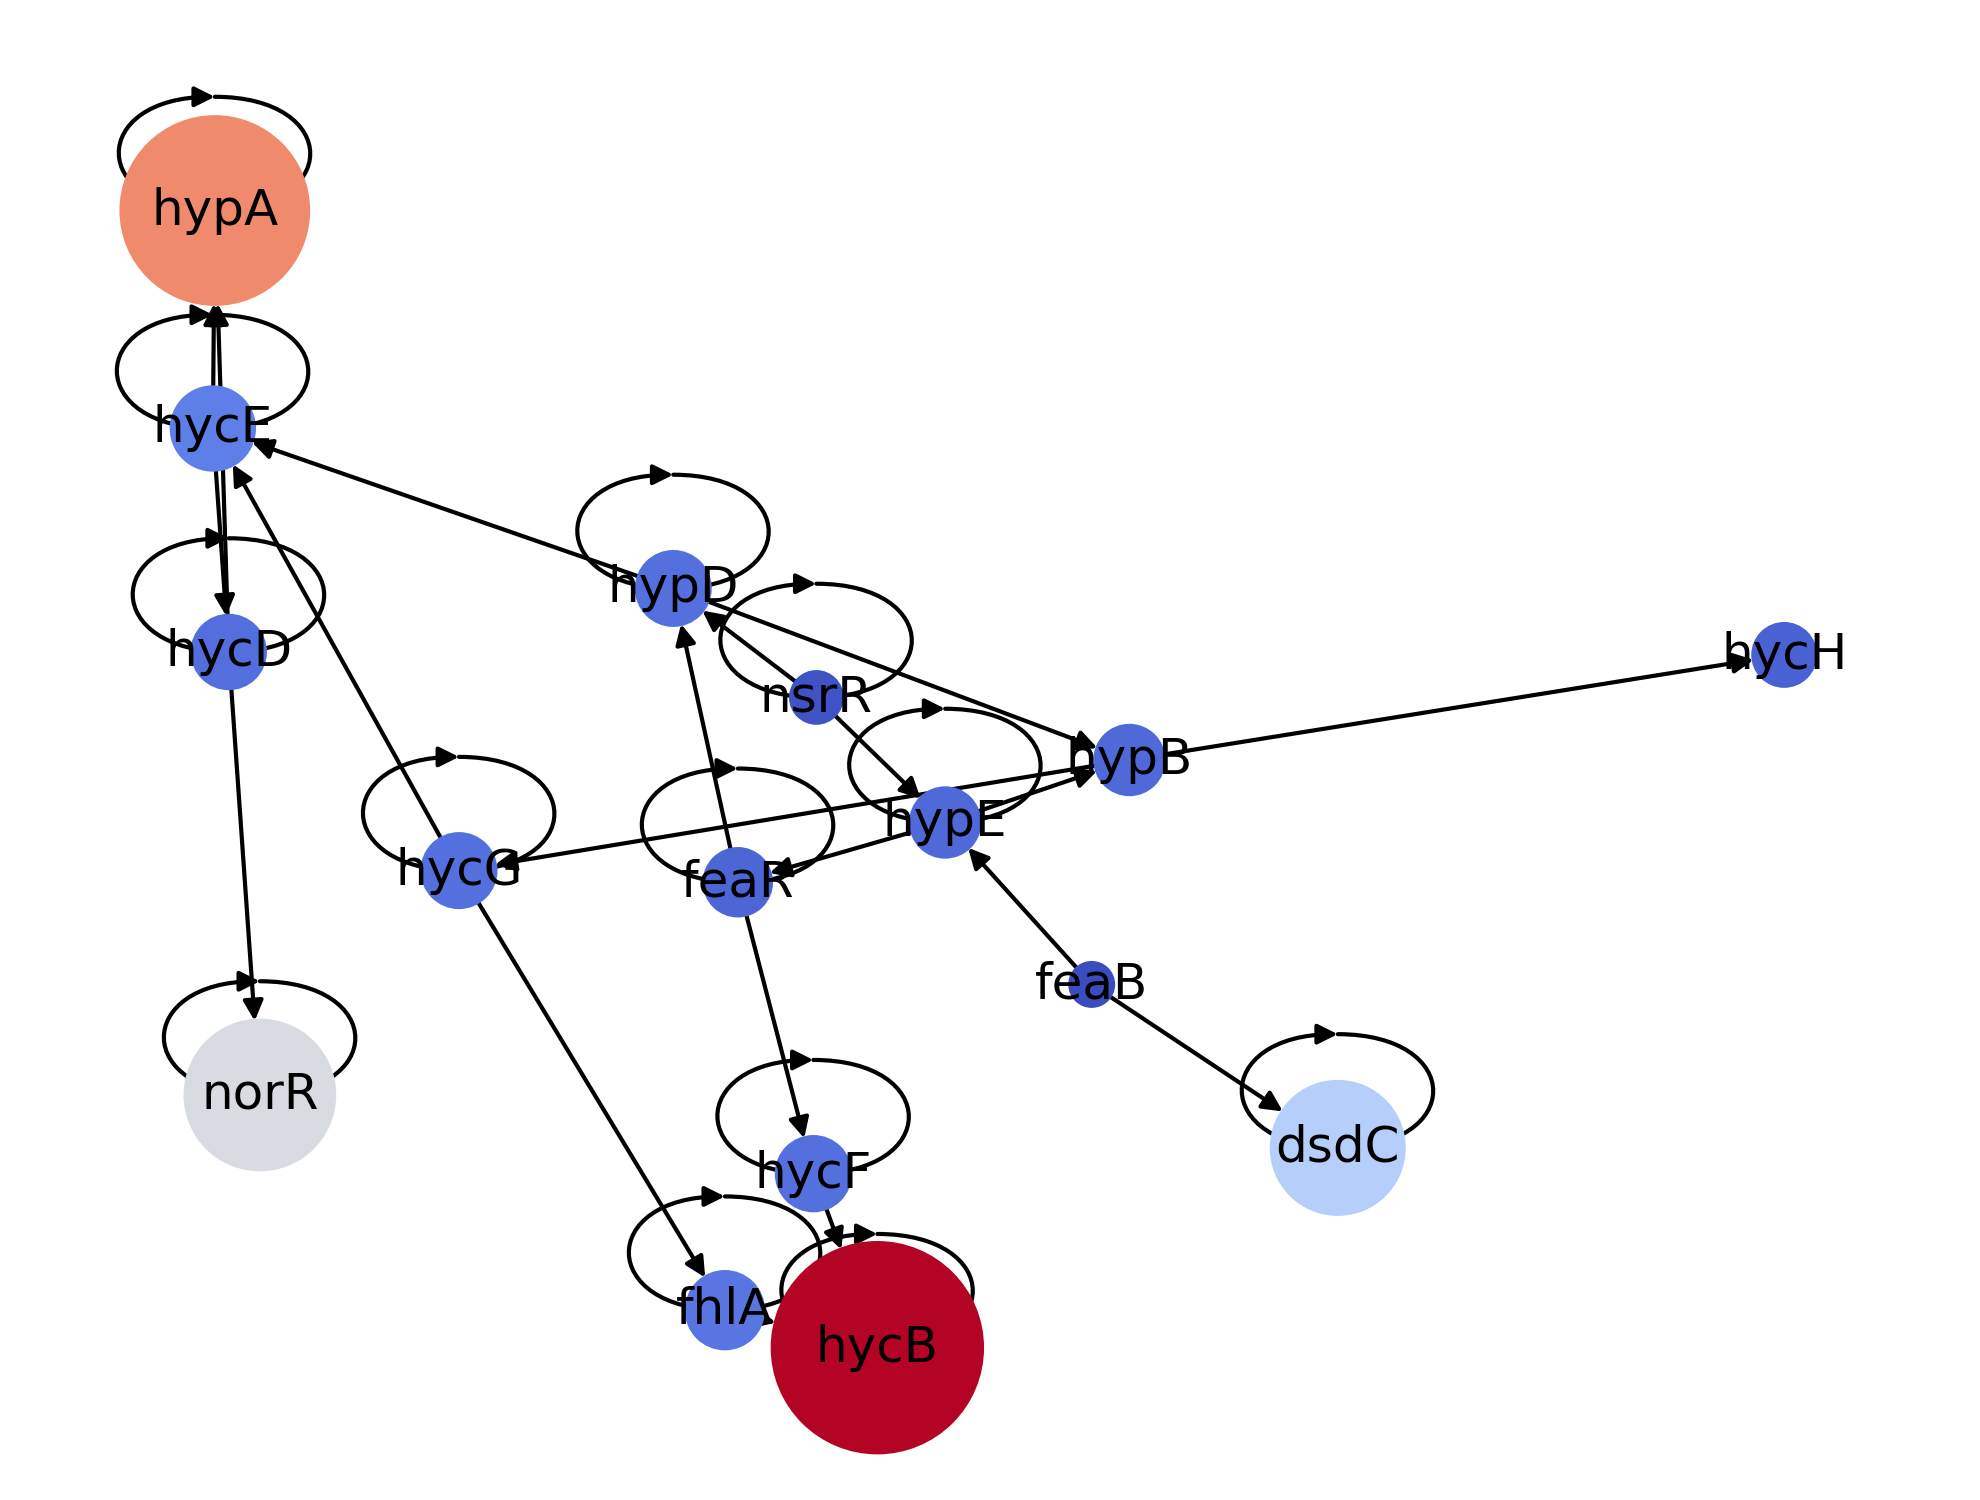 hypA
hycE
hypD
hycD
hycH
nsrR
hypB
hypE
hycG
feaR
feaB
norR
dsdC
hycF
fhlA
hycB